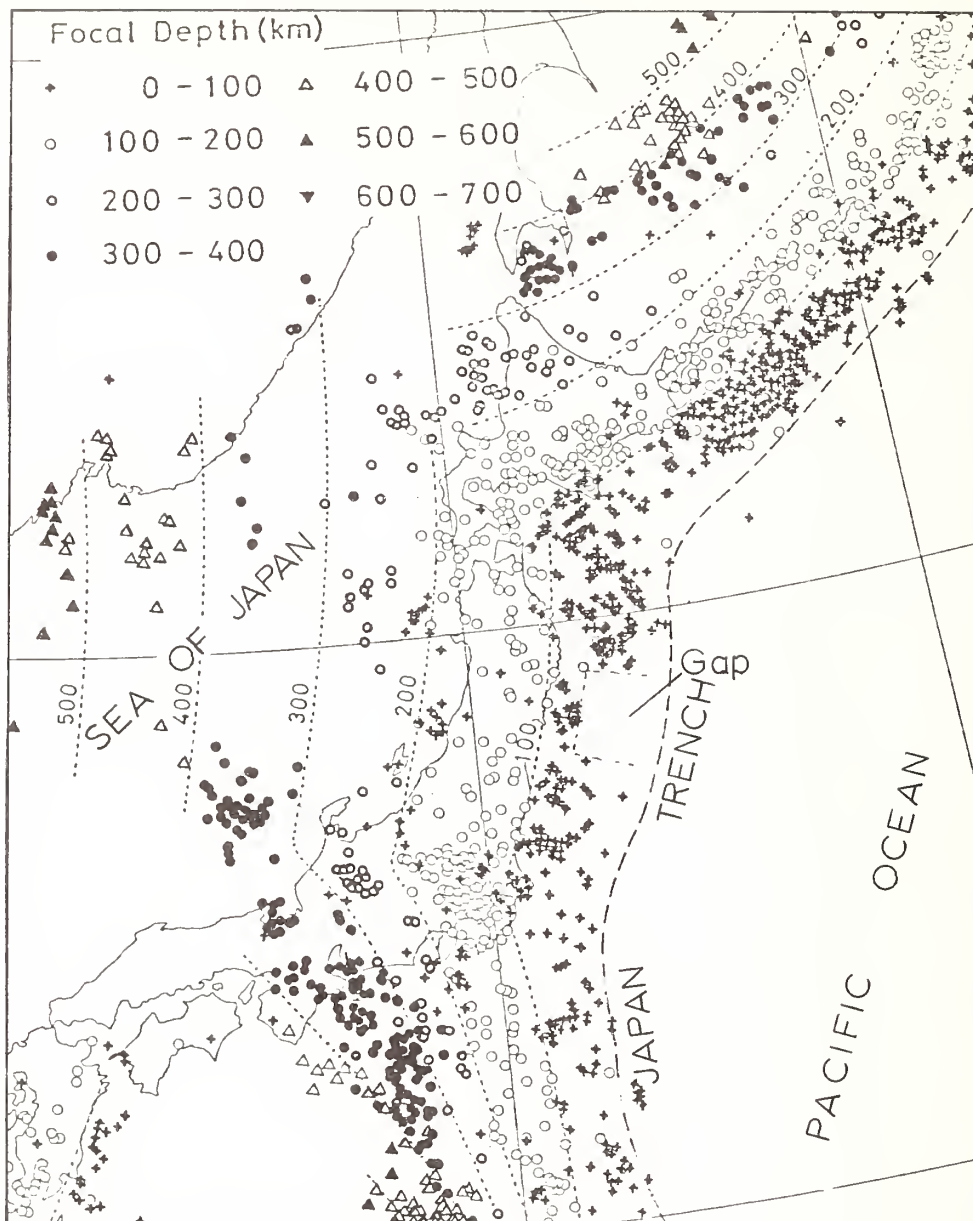 Focal Depth (km)
+ 0 - 100
○ 100 - 200
○ 200 - 300
● 300 - 400
△ 400 - 500
▲ 500 - 600
▼ 600 - 700
500
400
300
200
SEA OF JAPAN
500
400
300
200
100
Gap
JAPAN TRENCH
PACIFIC OCEAN